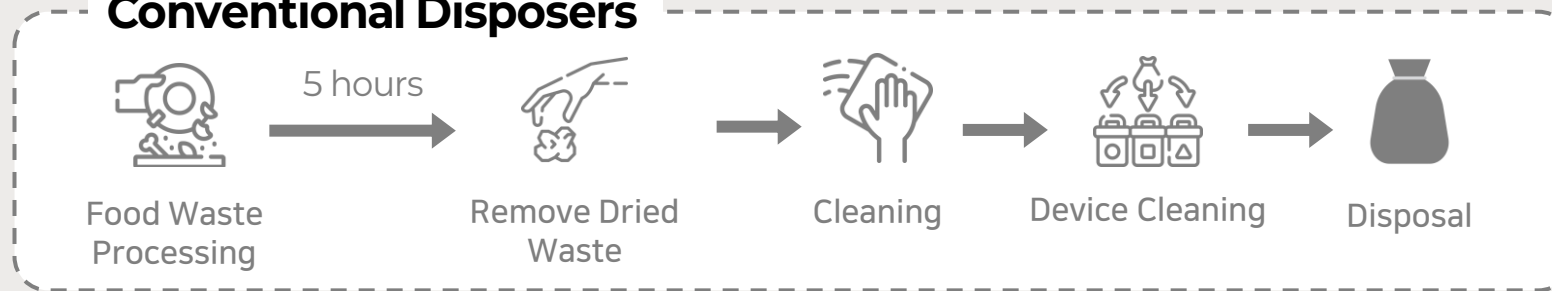 Conventional Disposers
5 hours
Food Waste
Processing
Remove Dried
Waste
Cleaning
Device Cleaning
Disposal